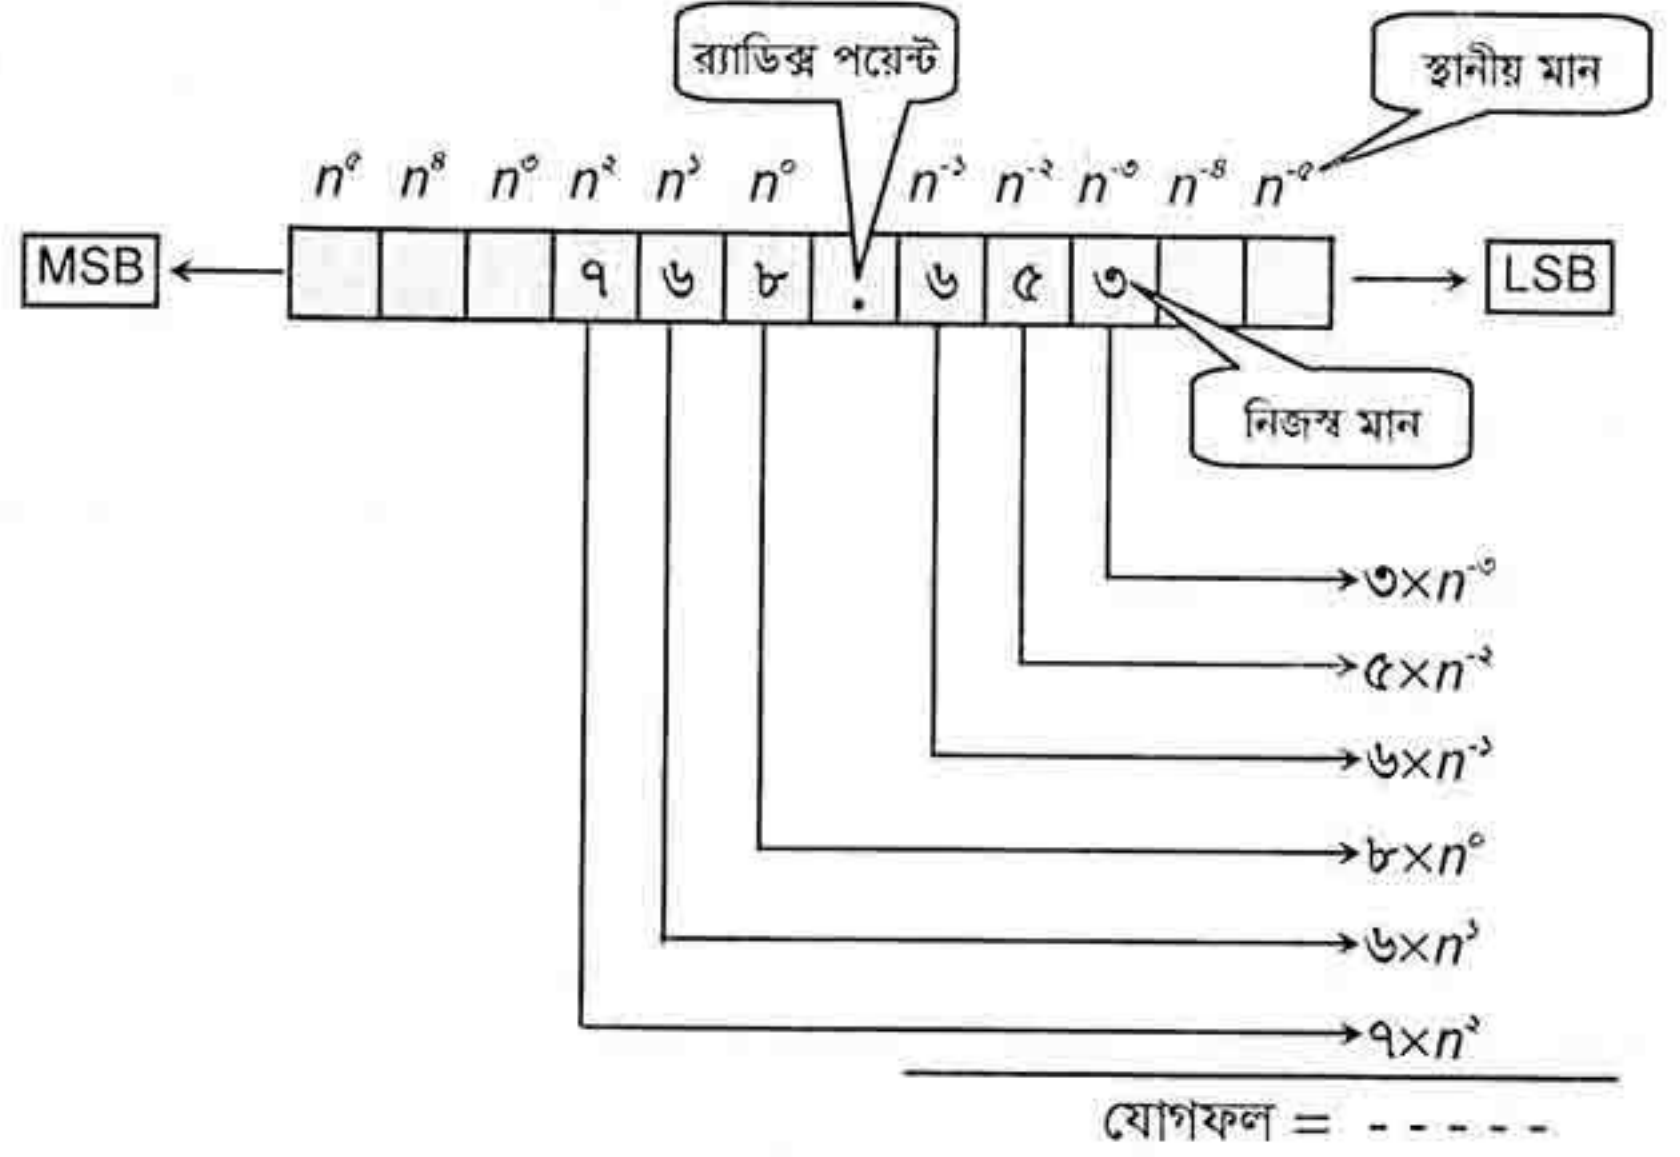 র‍্যাডিক্স পয়েন্ট
স্থানীয় মান
n⁵ n⁴ n³ n² n¹ n⁰ n⁻¹ n⁻² n⁻³ n⁻⁴ n⁻⁵
MSB ৭ ৬ ৮ . ৬ ৫ ৩ LSB
নিজস্ব মান
৩×n⁻³
৫×n⁻²
৬×n⁻¹
৮×n⁰
৬×n¹
৭×n²
যোগফল = - - - - -